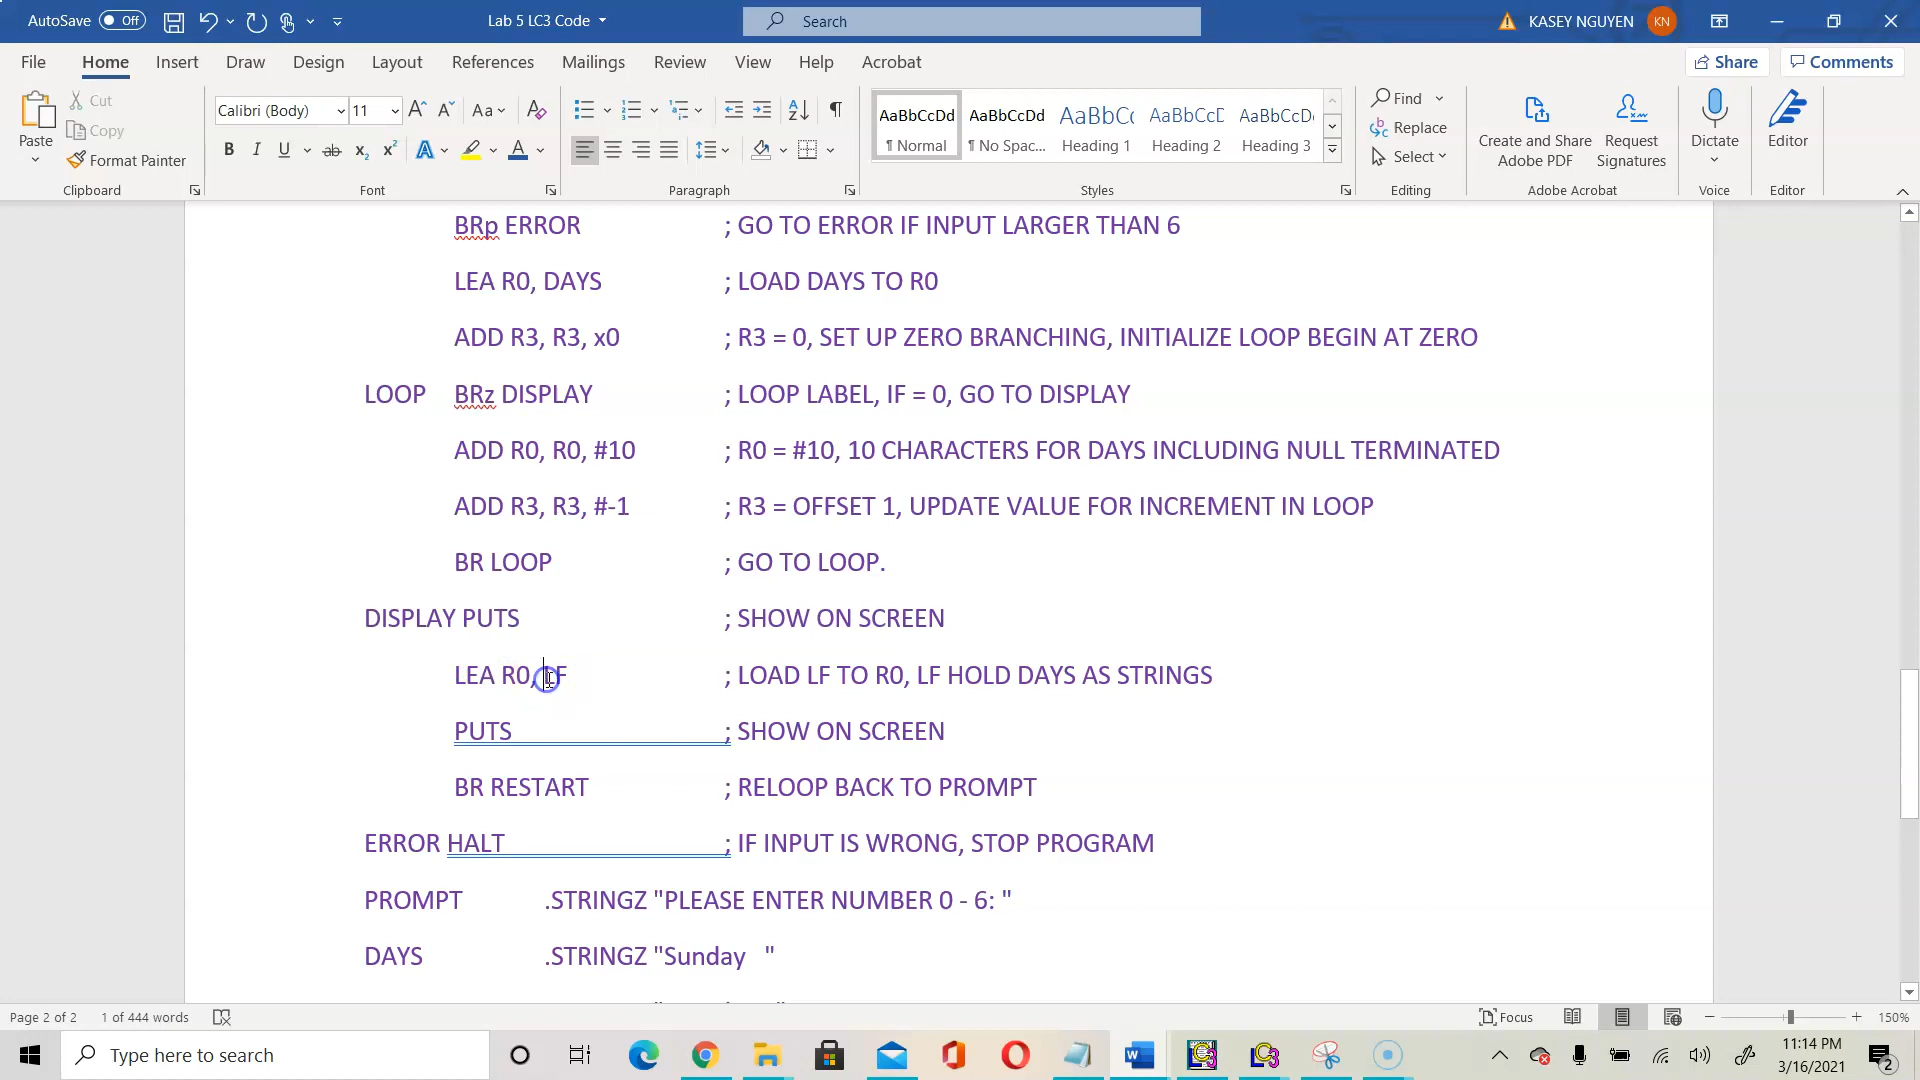 AutoSave Off Lab 5 LC3 Code Search KASEY NGUYEN KN
File Home Insert Draw Design Layout References Mailings Review View Help Acrobat Share Comments
Paste Cut Copy Format Painter
Calibri (Body) 11
AaBbCcDd AaBbCcDd AaBbCc AaBbCcD AaBbCcD
¶ Normal ¶ No Spac... Heading 1 Heading 2 Heading 3
Find Replace Select
Create and Share Adobe PDF Request Signatures Dictate Editor
Clipboard Font Paragraph Styles Editing Adobe Acrobat Voice Editor
BRp ERROR ; GO TO ERROR IF INPUT LARGER THAN 6
LEA R0, DAYS ; LOAD DAYS TO R0
ADD R3, R3, x0 ; R3 = 0, SET UP ZERO BRANCHING, INITIALIZE LOOP BEGIN AT ZERO
LOOP BRz DISPLAY ; LOOP LABEL, IF = 0, GO TO DISPLAY
ADD R0, R0, #10 ; R0 = #10, 10 CHARACTERS FOR DAYS INCLUDING NULL TERMINATED
ADD R3, R3, #-1 ; R3 = OFFSET 1, UPDATE VALUE FOR INCREMENT IN LOOP
BR LOOP ; GO TO LOOP.
DISPLAY PUTS ; SHOW ON SCREEN
LEA R0, LF ; LOAD LF TO R0, LF HOLD DAYS AS STRINGS
PUTS ; SHOW ON SCREEN
BR RESTART ; RELOOP BACK TO PROMPT
ERROR HALT ; IF INPUT IS WRONG, STOP PROGRAM
PROMPT .STRINGZ "PLEASE ENTER NUMBER 0 - 6: "
DAYS .STRINGZ "Sunday   "
Page 2 of 2 1 of 444 words Focus 150%
Type here to search 11:14 PM
3/16/2021 2